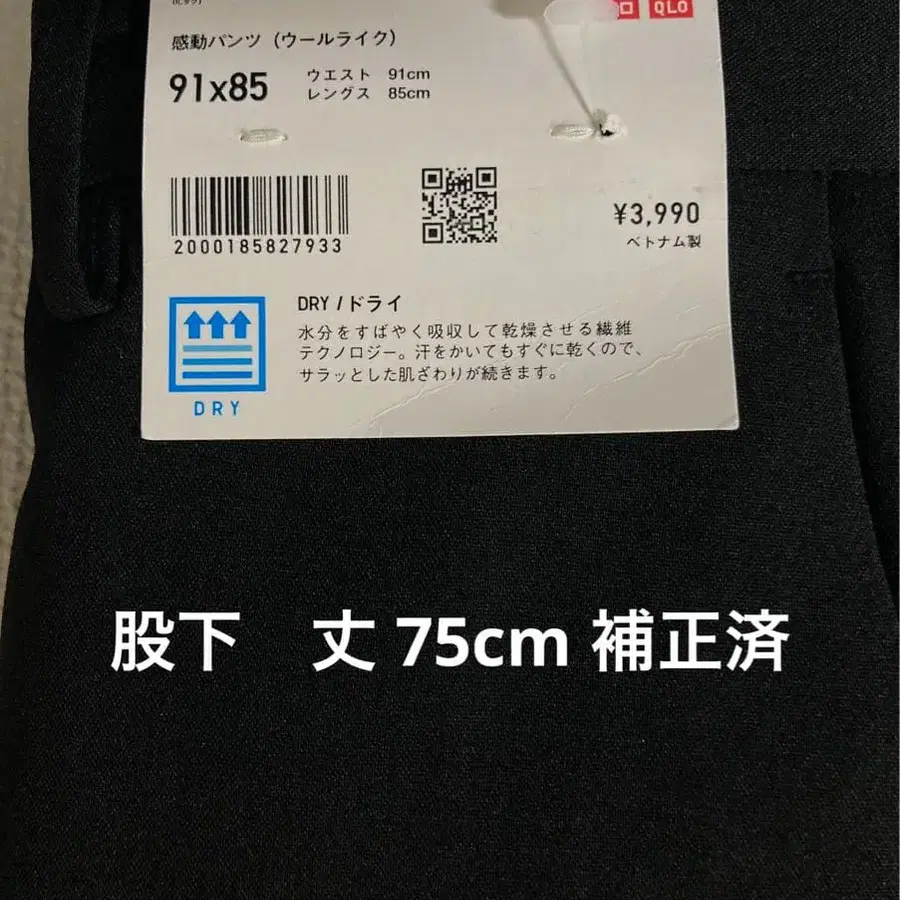 QLO
感動パンツ（ウールライク）
91x85
ウエスト 91cm
レングス 85cm
2000185827933
¥3,990
ベトナム製
DRY / ドライ
水分をすばやく吸収して乾燥させる繊維
テクノロジー。汗をかいてもすぐに乾くので、
サラッとした肌ざわりが続きます。
DRY
股下　丈 75cm 補正済